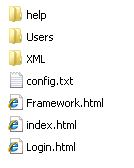 help
Users
XML
config.txt
Framework.html
index.html
Login.html